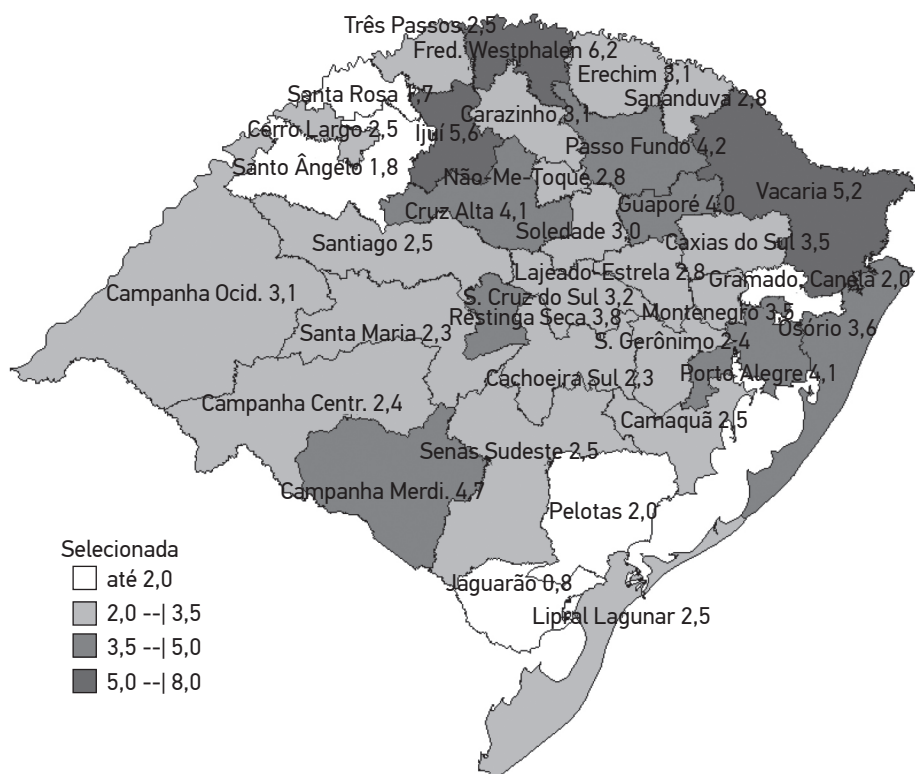 Três Passos 2,5
Fred. Westphalen 6,2
Erechim 3,1
Santa Rosa 1,7
Sananduva 2,8
Carazinho 3,1
Cerro Largo 2,5
Ijuí 5,6
Passo Fundo 4,2
Santo Ângelo 1,8
Não-Me-Toque 2,8
Vacaria 5,2
Guaporé 4,0
Cruz Alta 4,1
Soledade 3,0
Santiago 2,5
Caxias do Sul 3,5
Lajeado-Estrela 2,8
Gramado, Canela 2,0
Campanha Ocid. 3,1
S. Cruz do Sul 3,2
Restinga Seca 3,8
Montenegro 3,5
Osório 3,6
Santa Maria 2,3
S. Gerônimo 2-4
Porto Alegre 4,1
Cachoeira Sul 2,3
Campanha Centr. 2,4
Camaquã 2,5
Senas Sudeste 2,5
Campanha Merdi. 4,7
Pelotas 2,0
Jaguarão 0,8
Lipral Lagunar 2,5
Selecionada
até 2,0
2,0 --| 3,5
3,5 --| 5,0
5,0 --| 8,0